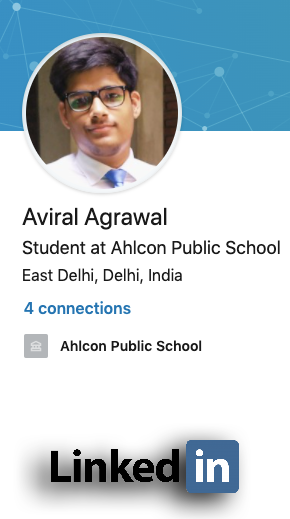 Aviral Agrawal
Student at Ahlcon Public School
East Delhi, Delhi, India
4 connections
Ahlcon Public School
Linked in